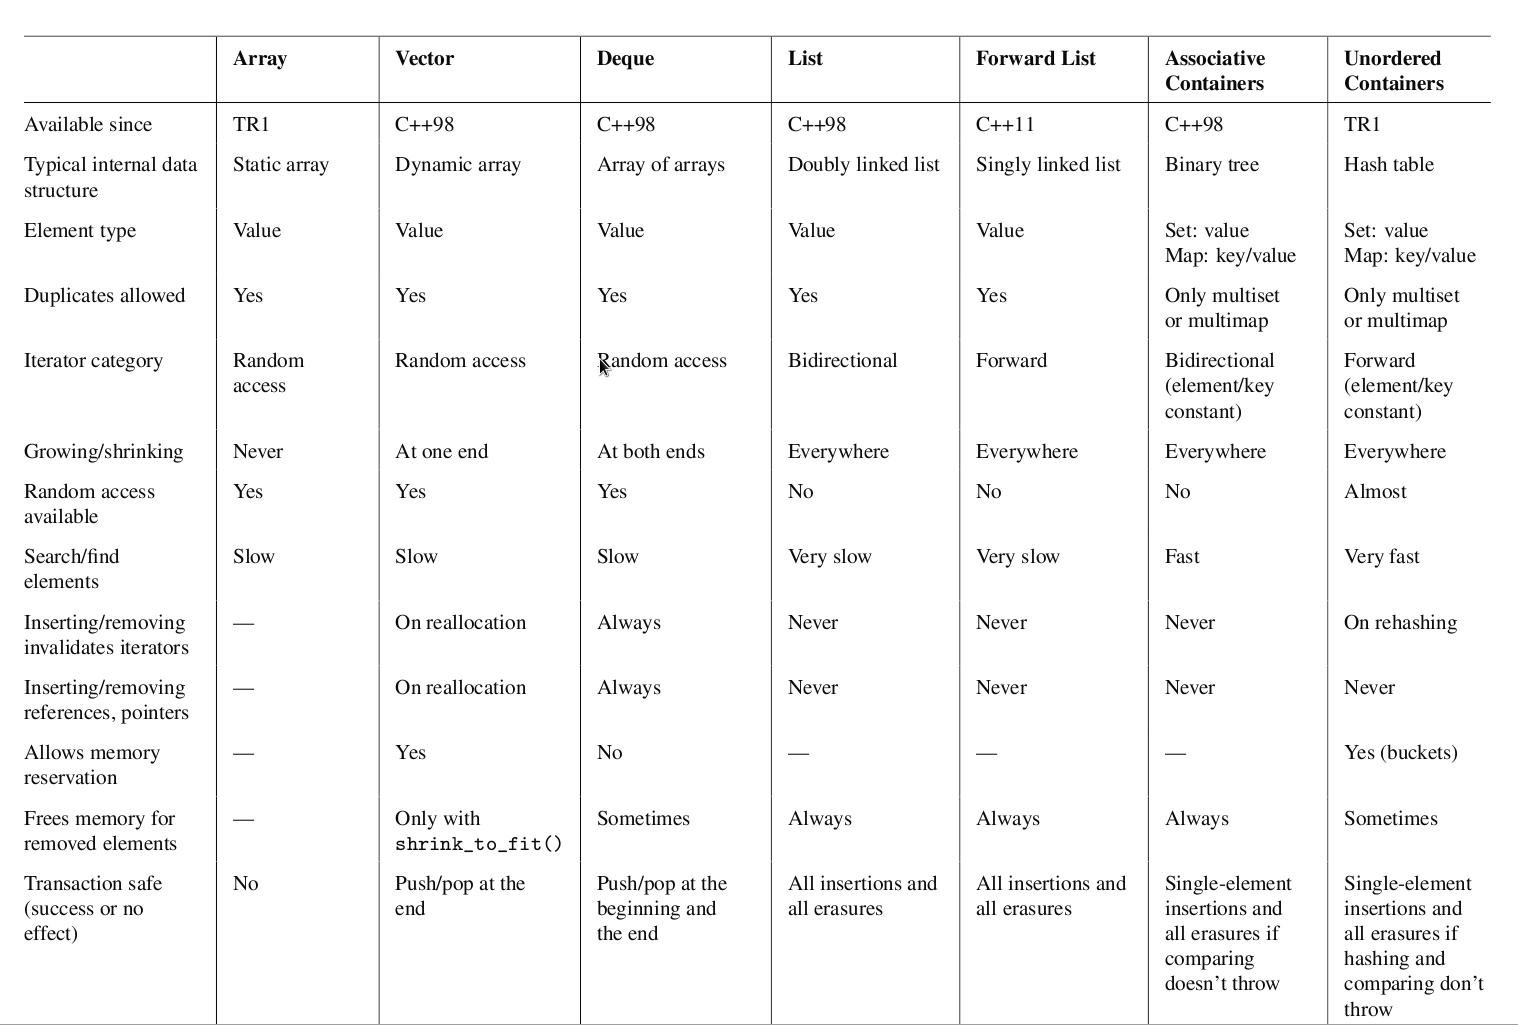 Array Vector Deque List Forward List Associative Containers Unordered Containers
Available since TR1 C++98 C++98 C++98 C++11 C++98 TR1
Typical internal data Static array Dynamic array Array of arrays Doubly linked list Singly linked list Binary tree Hash table
structure
Element type Value Value Value Value Value Set: value Set: value
Map: key/value Map: key/value
Duplicates allowed Yes Yes Yes Yes Yes Only multiset Only multiset
or multimap or multimap
Iterator category Random Random access Random access Bidirectional Forward Bidirectional Forward
access (element/key (element/key
constant) constant)
Growing/shrinking Never At one end At both ends Everywhere Everywhere Everywhere Everywhere
Random access Yes Yes Yes No No No Almost
available
Search/find Slow Slow Slow Very slow Very slow Fast Very fast
elements
Inserting/removing — On reallocation Always Never Never Never On rehashing
invalidates iterators
Inserting/removing — On reallocation Always Never Never Never Never
references, pointers
Allows memory — Yes No — — — Yes (buckets)
reservation
Frees memory for — Only with Sometimes Always Always Always Sometimes
removed elements shrink_to_fit()
Transaction safe No Push/pop at the Push/pop at the All insertions and All insertions and Single-element Single-element
(success or no end beginning and all erasures all erasures insertions and insertions and
effect) the end all erasures if all erasures if
comparing hashing and
doesn't throw comparing don't
throw